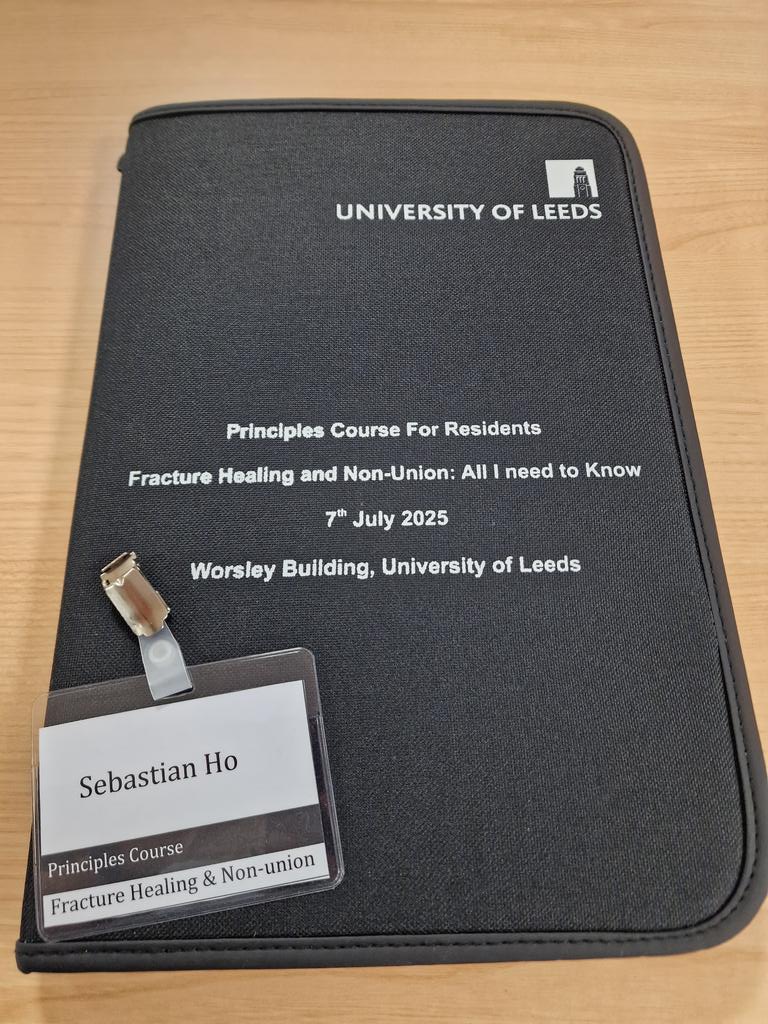 UNIVERSITY OF LEEDS
Principles Course For Residents
Fracture Healing and Non-Union: All I need to Know
7th July 2025
Worsley Building, University of Leeds
Sebastian Ho
Principles Course
Fracture Healing & Non-union